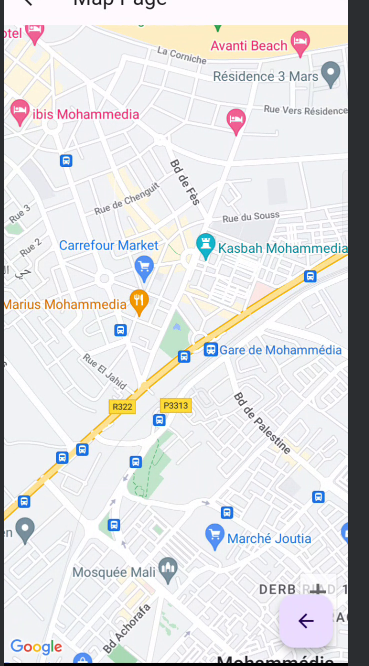 Map Page
otel
Avanti Beach
La Corniche
Résidence 3 Mars
ibis Mohammedia
Rue Vers Résidence
Bd de Fès
Rue de Chenguit
Rue 3
Rue du Souss
Rue 2
Carrefour Market
Kasbah Mohammedia
Marius Mohammedia
Gare de Mohammédia
Rue El Jahid
R322
P3313
Bd de Palestine
en
Marché Joutia
Mosquée Mali
DERB
Bd Achorafa
Google
Mohammédia